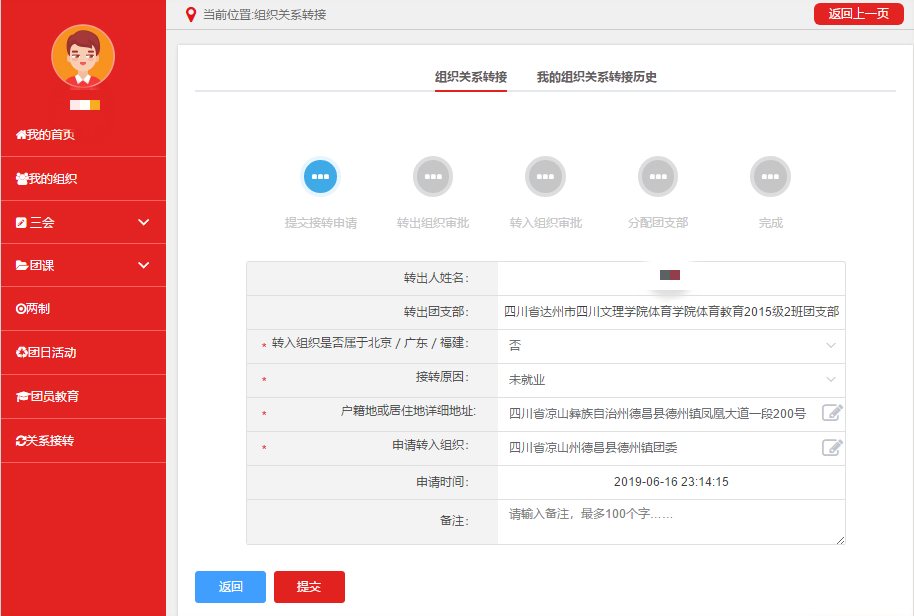 当前位置:组织关系转接
返回上一页
我的首页
我的组织
三会
团课
两制
团日活动
团员教育
关系接转
组织关系转接
我的组织关系转接历史
提交接转申请
转出组织审批
转入组织审批
分配团支部
完成
转出人姓名:
转出团支部:
四川省达州市四川文理学院体育学院体育教育2015级2班团支部
* 转入组织是否属于北京 / 广东 / 福建:
否
* 接转原因:
未就业
* 户籍地或居住地详细地址:
四川省凉山彝族自治州德昌县德州镇凤凰大道一段200号
* 申请转入组织:
四川省凉山州德昌县德州镇团委
申请时间:
2019-06-16 23:14:15
备注:
请输入备注，最多100个字……
返回
提交